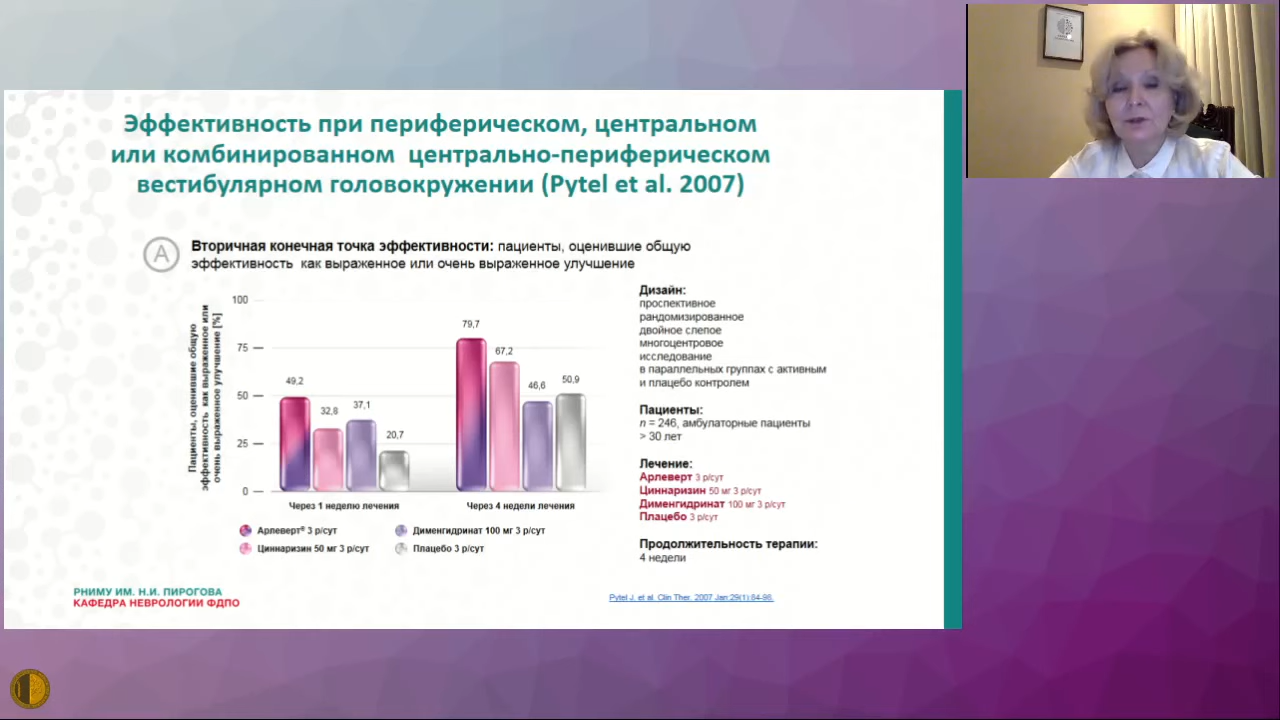 Эффективность при периферическом, центральном
или комбинированном центрально-периферическом
вестибулярном головокружении (Pytel et al. 2007)
A
Вторичная конечная точка эффективности: пациенты, оценившие общую
эффективность как выраженное или очень выраженное улучшение
Пациенты, оценившие общую
эффективность как выраженное или
очень выраженное улучшение [%]
100
75
50
25
0
49,2
32,8
37,1
20,7
79,7
67,2
46,6
50,9
Через 1 неделю лечения
Через 4 недели лечения
Арлеверт® 3 р/сут
Дименгидринат 100 мг 3 р/сут
Циннаризин 50 мг 3 р/сут
Плацебо 3 р/сут
Дизайн:
проспективное
рандомизированное
двойное слепое
многоцентровое
исследование
в параллельных группах с активным
и плацебо контролем
Пациенты:
n = 246, амбулаторные пациенты
> 30 лет
Лечение:
Арлеверт 3 р/сут
Циннаризин 50 мг 3 р/сут
Дименгидринат 100 мг 3 р/сут
Плацебо 3 р/сут
Продолжительность терапии:
4 недели
РНИМУ ИМ. Н.И. ПИРОГОВА
КАФЕДРА НЕВРОЛОГИИ ФДПО
Pytel J. et al. Clin Ther. 2007 Jan;29(1):84-98.